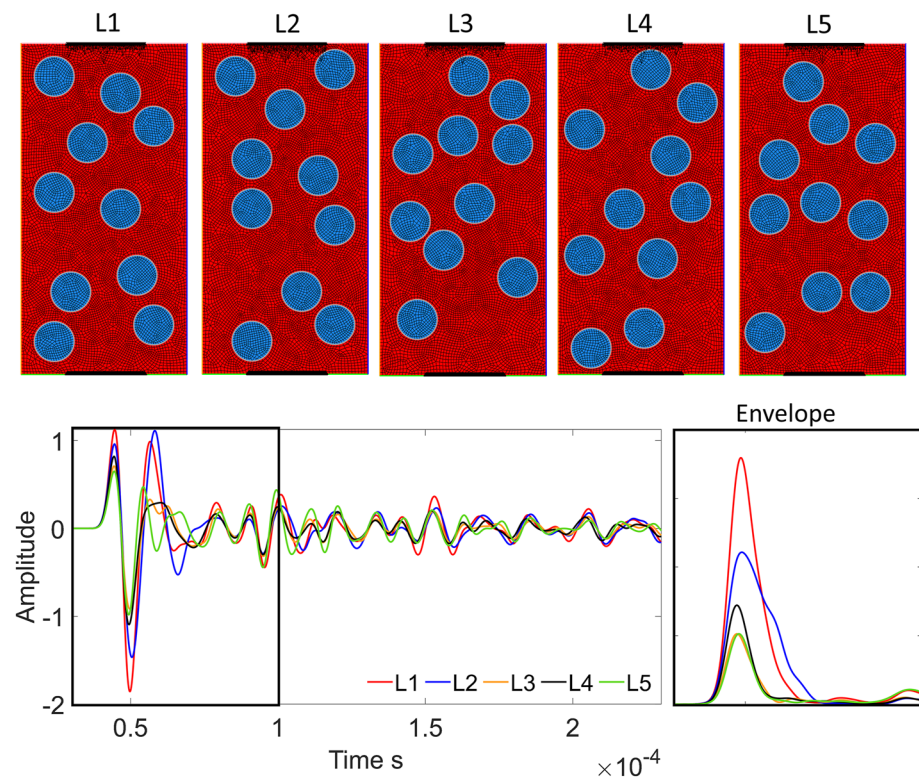 L1 L2 L3 L4 L5
Envelope
1
0
-1
-2
Amplitude
L1 L2 L3 L4 L5
0.5 1 1.5 2
Time s
×10⁻⁴